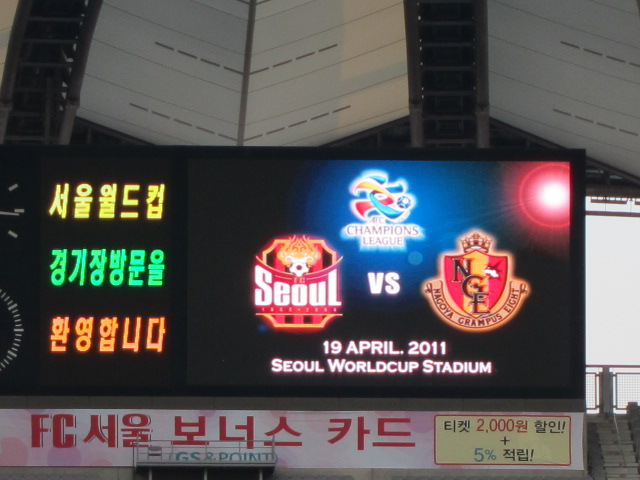 서울월드컵
경기장방문을
환영합니다
AFC
CHAMPIONS
LEAGUE
FC
SEOUL
VS
NGE
NAGOYA GRAMPUS EIGHT
19 APRIL. 2011
SEOUL WORLDCUP STADIUM
FC서울 보너스 카드
GS&POINT
티켓 2,000원 할인!
+
5% 적립!